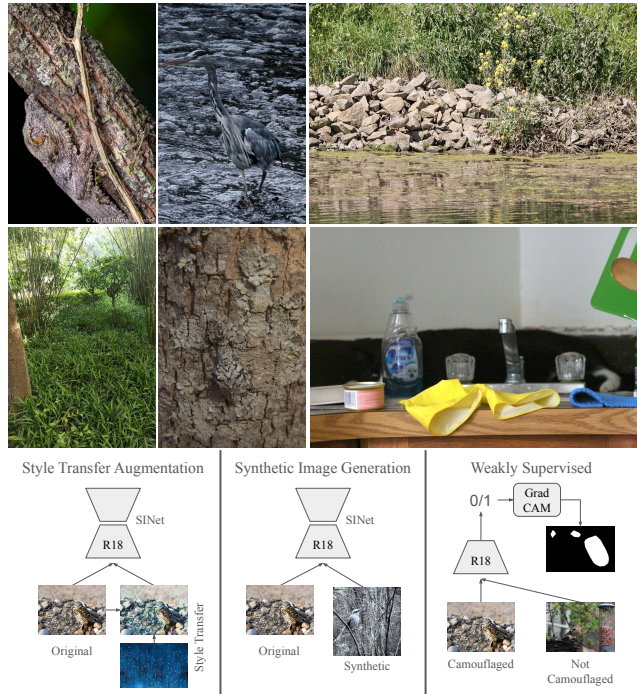 Style Transfer Augmentation
SINet
R18
Original
Style Transfer
Synthetic Image Generation
SINet
R18
Original
Synthetic
Weakly Supervised
0/1
Grad
CAM
R18
Camouflaged
Not
Camouflaged